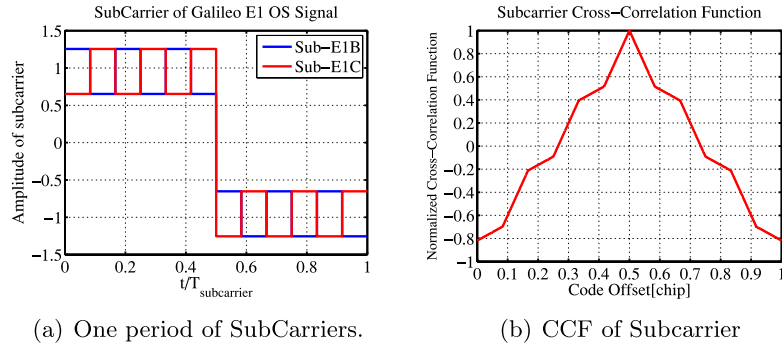 SubCarrier of Galileo E1 OS Signal
Amplitude of subcarrier
1.5
1
0.5
0
−0.5
−1
−1.5
Sub−E1B
Sub−E1C
0 0.2 0.4 0.6 0.8 1
t/Tsubcarrier
(a) One period of SubCarriers.
Subcarrier Cross−Correlation Function
Normalized Cross−Correlation Function
1
0.8
0.6
0.4
0.2
0
−0.2
−0.4
−0.6
−0.8
−1
0 0.1 0.2 0.3 0.4 0.5 0.6 0.7 0.8 0.9 1
Code Offset[chip]
(b) CCF of Subcarrier